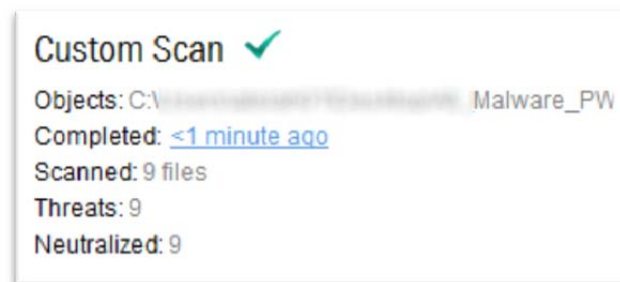 Custom Scan
Objects: C:\ Malware_PW
Completed: <1 minute ago
Scanned: 9 files
Threats: 9
Neutralized: 9